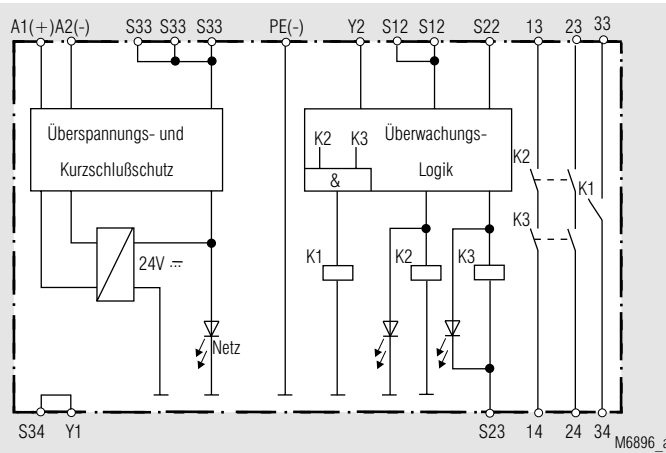 A1(+) A2(-) S33 S33 S33 PE(-) Y2 S12 S12 S22 13 23 33
Überspannungs- und
Kurzschlußschutz
K2 K3
&
Überwachungs-
Logik
K2
K1
K3
24V
K1
K2
K3
Netz
S34 Y1 S23 14 24 34
M6896_a